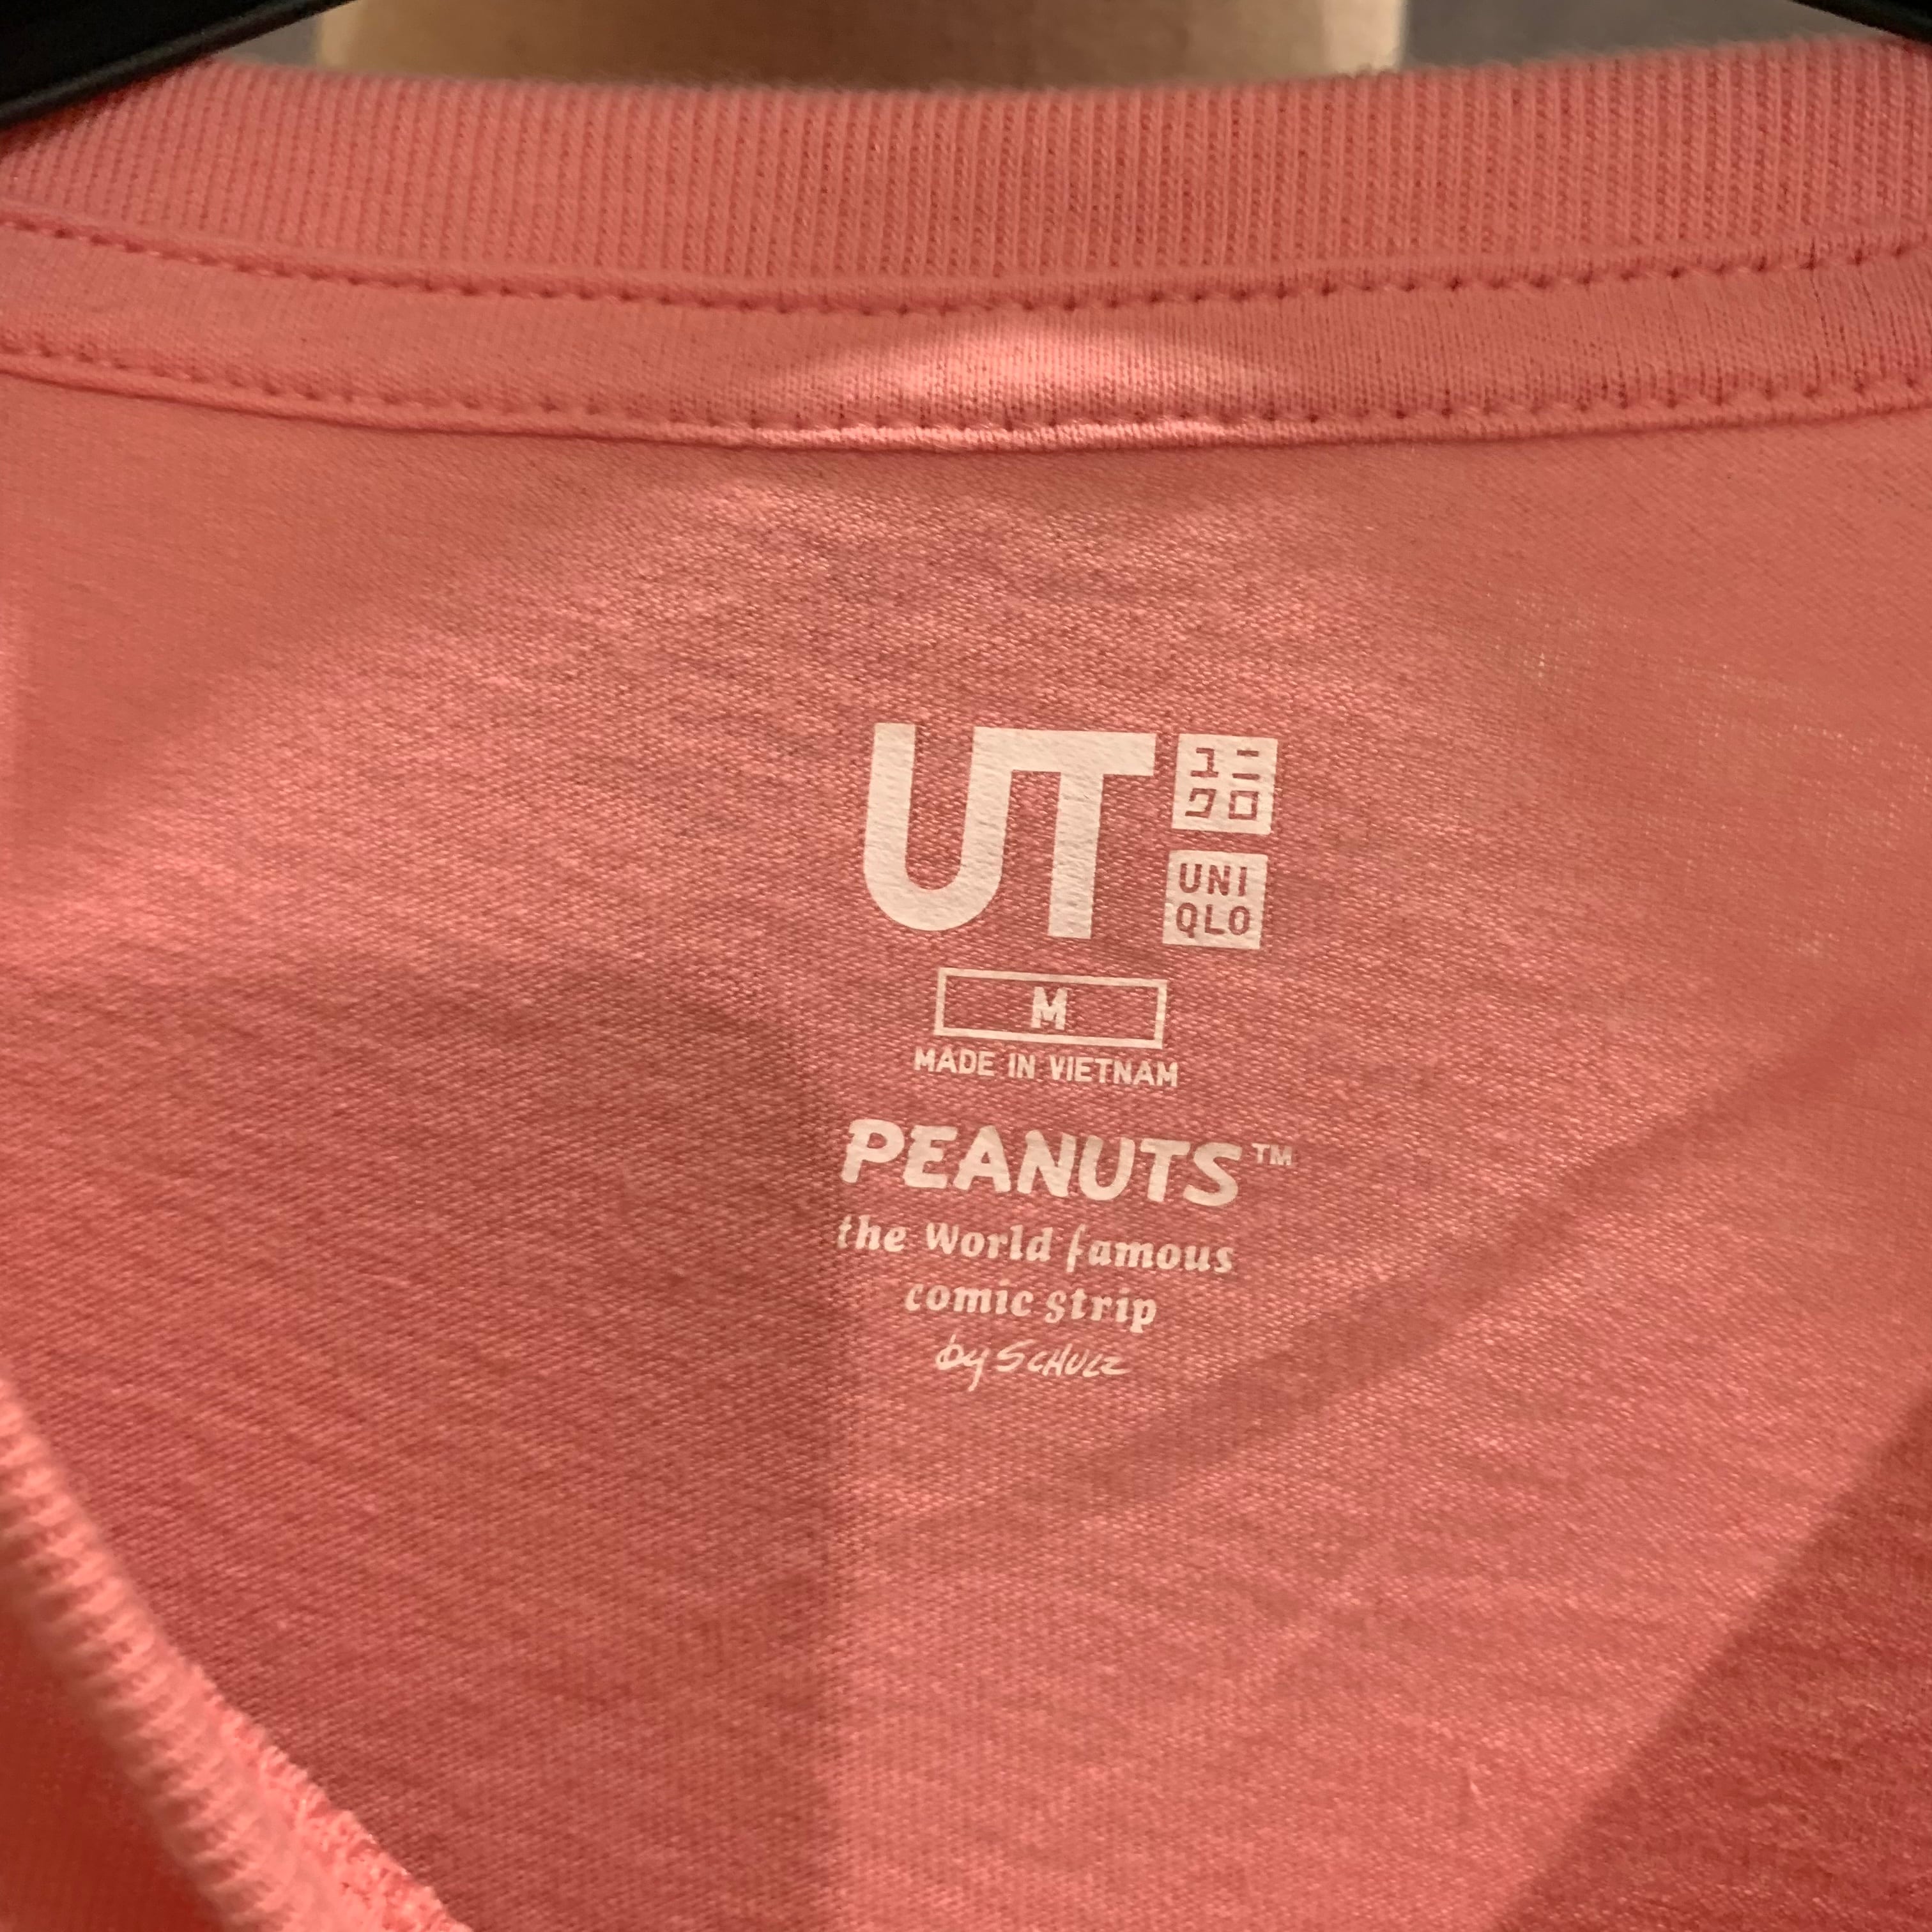 UT
ユニ
クロ
UNI
QLO
M
MADE IN VIETNAM
PEANUTS™
the World famous
comic strip
by SCHULZ